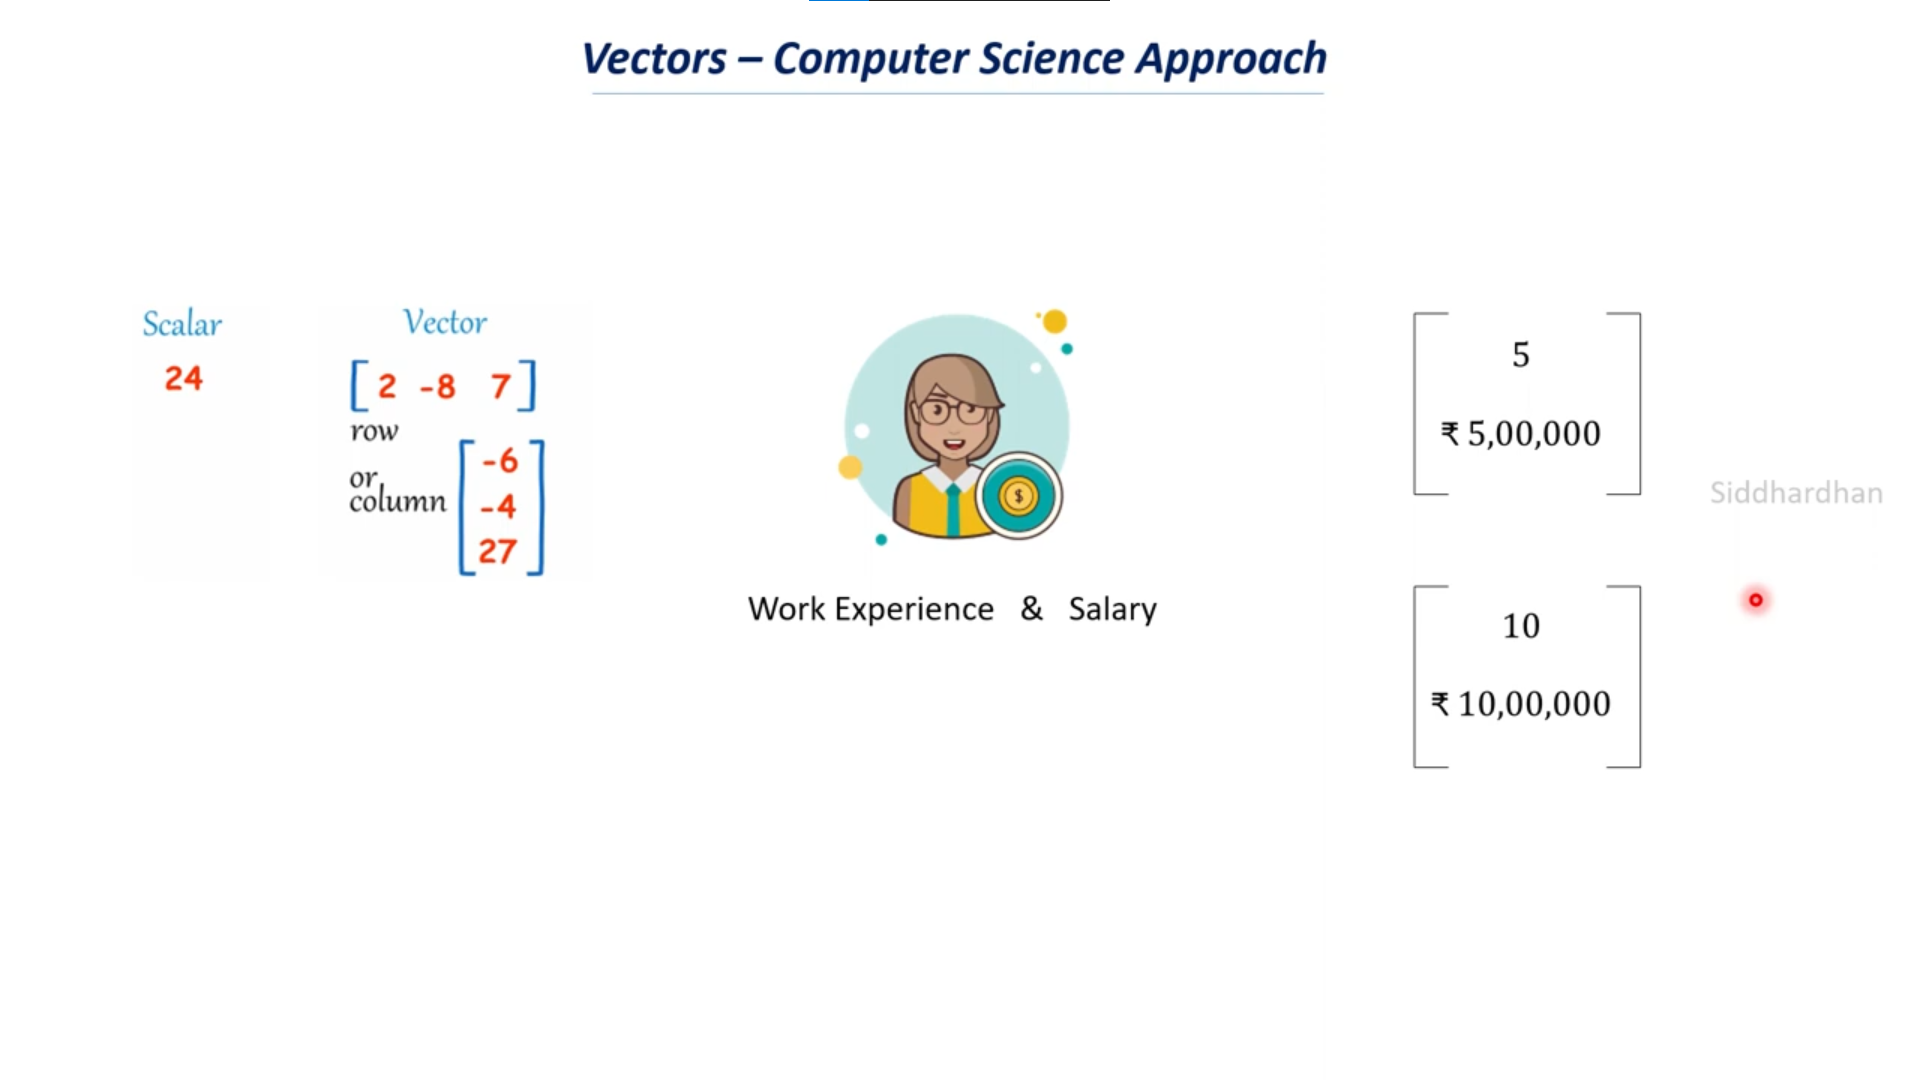 Vectors – Computer Science Approach
Scalar
24
Vector
[ 2 -8 7 ]
row
or
column
-6
-4
27
$
Work Experience & Salary
5
₹ 5,00,000
Siddhardhan
10
₹ 10,00,000